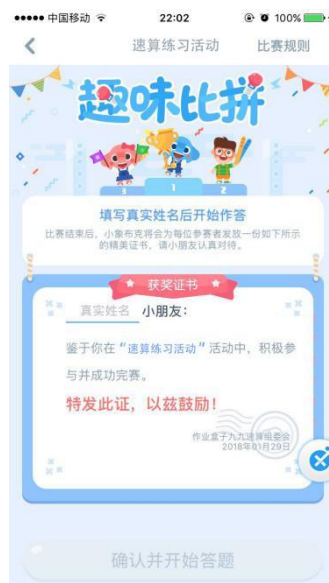 中国移动 22:02 100%
速算练习活动 比赛规则
趣味比拼
3 1 2
填写真实姓名后开始作答
比赛结束后，小象布克将会为每位参赛者发放一份如下所示
的精美证书，请小朋友认真对待。
获奖证书
真实姓名 小朋友：
鉴于你在“速算练习活动”活动中，积极参
与并成功完赛。
特发此证，以兹鼓励！
作业盒子九九速算组委会
2018年01月29日
确认并开始答题